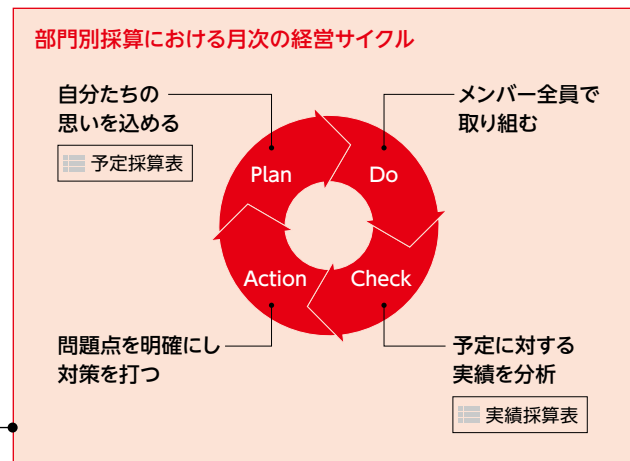 部門別採算における月次の経営サイクル
自分たちの
思いを込める
予定採算表
メンバー全員で
取り組む
Plan
Do
Action
Check
問題点を明確にし
対策を打つ
予定に対する
実績を分析
実績採算表